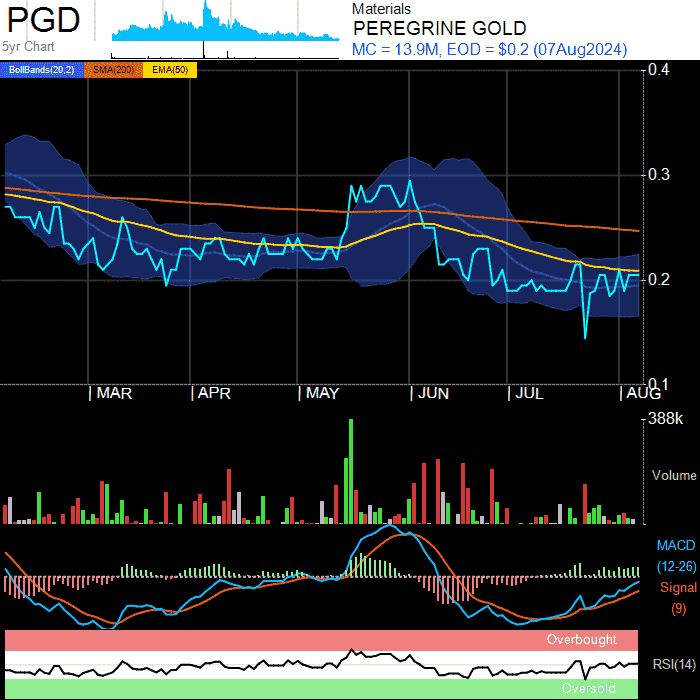 PGD
5yr Chart
Materials
PEREGRINE GOLD
MC = 13.9M, EOD = $0.2 (07Aug2024)
BollBands(20,2) SMA(200) EMA(50)
0.4
0.3
0.2
0.1
MAR APR MAY JUN JUL AUG
388k
Volume
MACD
(12-26)
Signal
(9)
Overbought
RSI(14)
Oversold